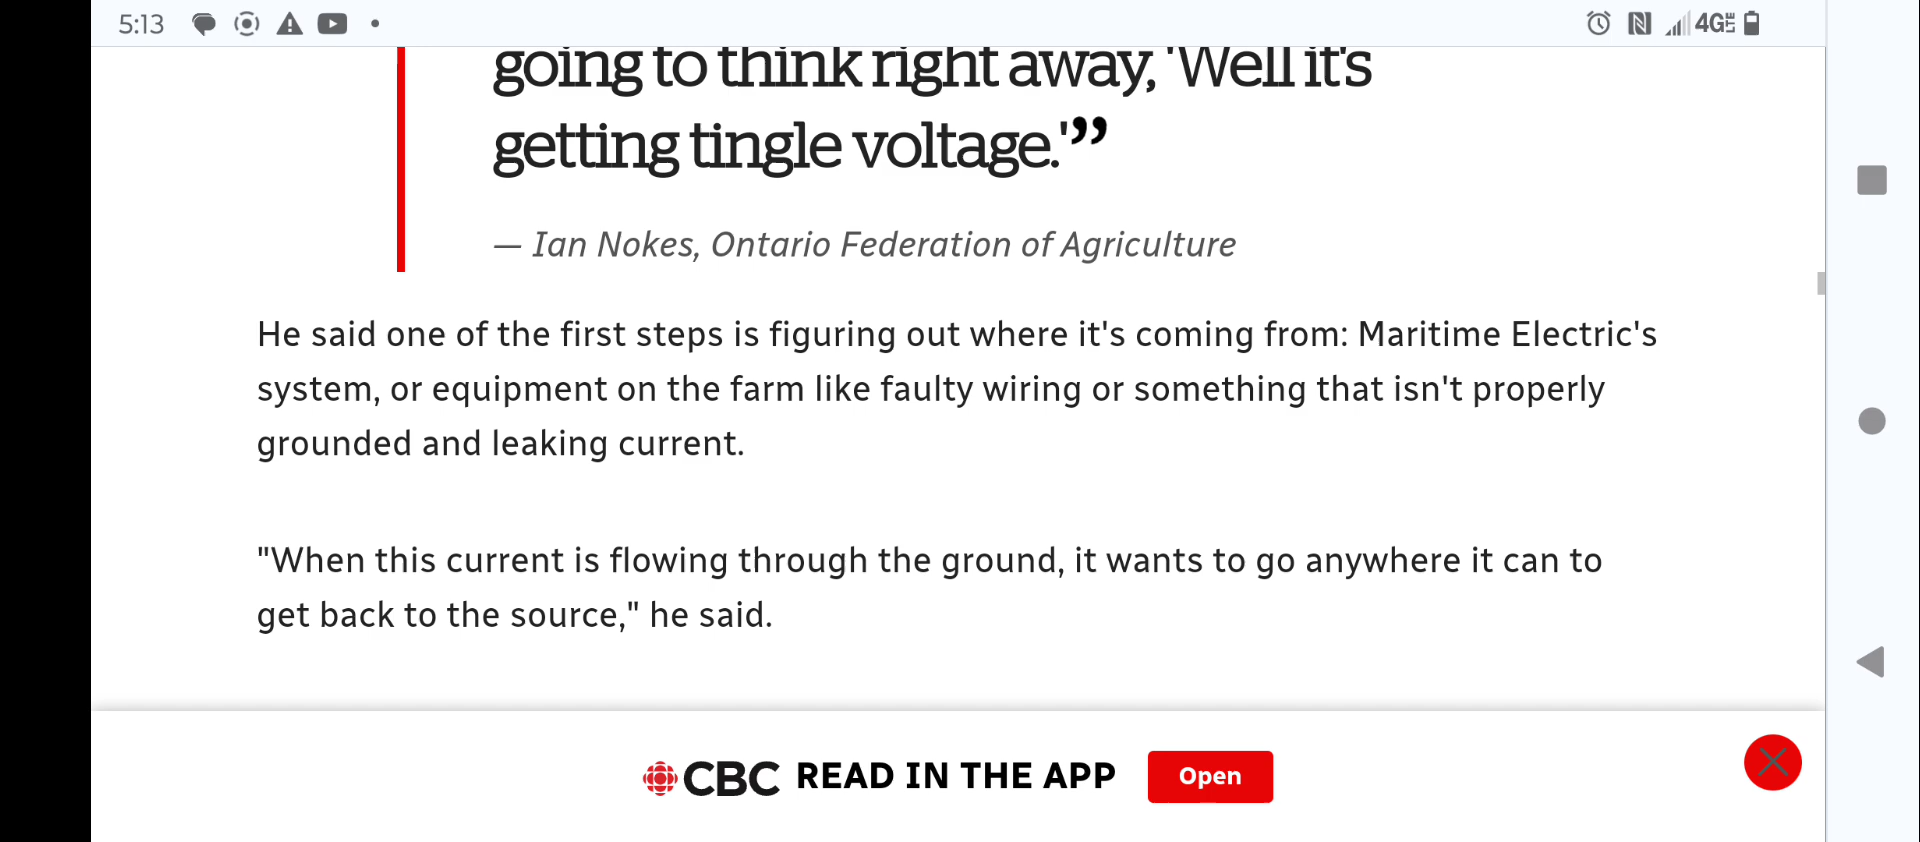 5:13
4G LTE
going to think right away, 'Well it's
getting tingle voltage.'”
— Ian Nokes, Ontario Federation of Agriculture
He said one of the first steps is figuring out where it's coming from: Maritime Electric's
system, or equipment on the farm like faulty wiring or something that isn't properly
grounded and leaking current.
"When this current is flowing through the ground, it wants to go anywhere it can to
get back to the source," he said.
CBC READ IN THE APP Open